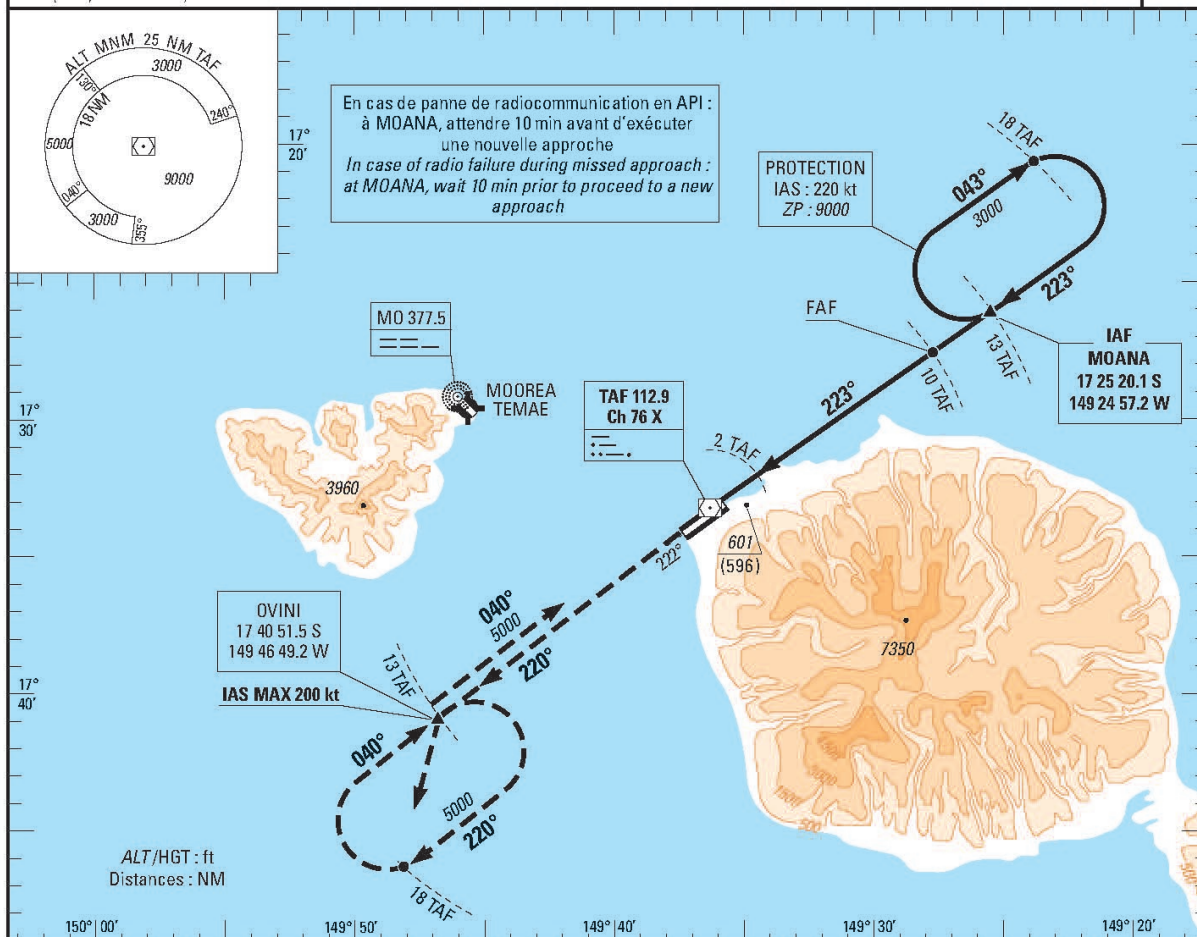 ALT MNM 25 NM TAF
3000
130°
18 NM
240°
5000
9000
040°
3000
355°
En cas de panne de radiocommunication en API :
à MOANA, attendre 10 min avant d'exécuter
une nouvelle approche
In case of radio failure during missed approach :
at MOANA, wait 10 min prior to proceed to a new
approach
17°
20'
18 TAF
PROTECTION
IAS : 220 kt
ZP : 9000
043°
3000
223°
FAF
13 TAF
10 TAF
IAF
MOANA
17 25 20.1 S
149 24 57.2 W
MO 377.5
MOOREA
TEMAE
TAF 112.9
Ch 76 X
223°
17°
30'
2 TAF
3960
601
(596)
222°
OVINI
17 40 51.5 S
149 46 49.2 W
IAS MAX 200 kt
040°
5000
220°
13 TAF
7350
17°
40'
040°
5000
220°
18 TAF
1500
500
500
ALT/HGT : ft
Distances : NM
150° 00'
149° 50'
149° 40'
149° 30'
149° 20'